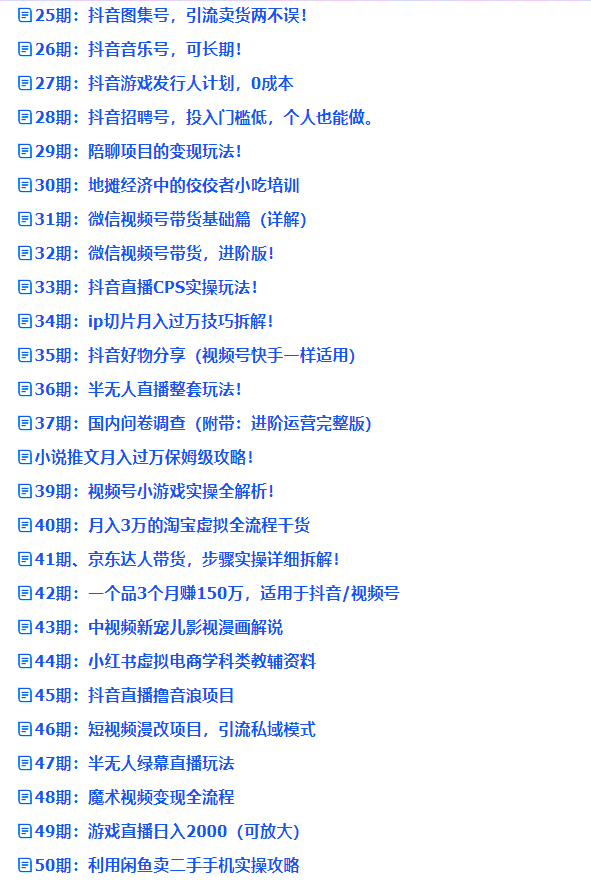 25期：抖音图集号，引流卖货两不误！
26期：抖音音乐号，可长期！
27期：抖音游戏发行人计划，0成本
28期：抖音招聘号，投入门槛低，个人也能做。
29期：陪聊项目的变现玩法！
30期：地摊经济中的佼佼者小吃培训
31期：微信视频号带货基础篇（详解）
32期：微信视频号带货，进阶版！
33期：抖音直播CPS实操玩法！
34期：ip切片月入过万技巧拆解！
35期：抖音好物分享（视频号快手一样适用）
36期：半无人直播整套玩法！
37期：国内问卷调查（附带：进阶运营完整版）
小说推文月入过万保姆级攻略！
39期：视频号小游戏实操全解析！
40期：月入3万的淘宝虚拟全流程干货
41期、京东达人带货，步骤实操详细拆解！
42期：一个品3个月赚150万，适用于抖音/视频号
43期：中视频新宠儿影视漫画解说
44期：小红书虚拟电商学科类教辅资料
45期：抖音直播撸音浪项目
46期：短视频漫改项目，引流私域模式
47期：半无人绿幕直播玩法
48期：魔术视频变现全流程
49期：游戏直播日入2000（可放大）
50期：利用闲鱼卖二手手机实操攻略